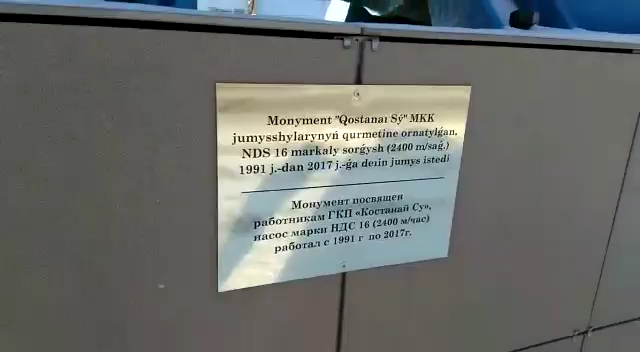 Monyment "Qostanaı Sý" MKK
jumysshylarynyń qurmetine ornatylǵan.
NDS 16 markaly sorǵysh (2400 m/saǵ.)
1991 j.-dan 2017 j.-ǵa deıin jumys istedi
Монумент посвящен
работникам ГКП «Костанай Су»,
насос марки НДС 16 (2400 м/час)
работал с 1991 г по 2017г.